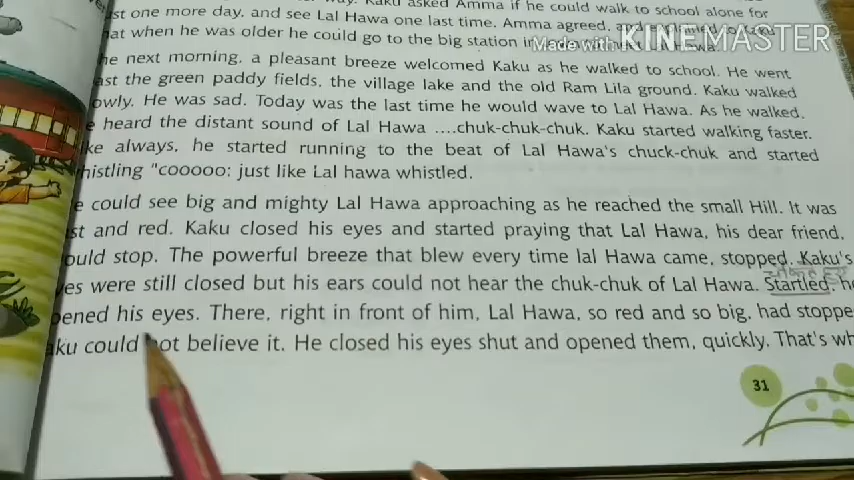 Kaku asked Amma if he could walk to school alone for
st one more day, and see Lal Hawa one last time. Amma agreed,
at when he was older he could go to the big station in
Made with KINEMASTER
he next morning, a pleasant breeze welcomed Kaku as he walked to school. He went
ast the green paddy fields, the village lake and the old Ram Lila ground. Kaku walked
owly. He was sad. Today was the last time he would wave to Lal Hawa. As he walked,
e heard the distant sound of Lal Hawa ....chuk-chuk-chuk. Kaku started walking faster.
ke always, he started running to the beat of Lal Hawa's chuck-chuk and started
histling "cooooo: just like Lal hawa whistled.
e could see big and mighty Lal Hawa approaching as he reached the small Hill. It was
st and red. Kaku closed his eyes and started praying that Lal Hawa, his dear friend,
ould stop. The powerful breeze that blew every time lal Hawa came, stopped. Kaku's
yes were still closed but his ears could not hear the chuk-chuk of Lal Hawa. Startled, he
pened his eyes. There, right in front of him, Lal Hawa, so red and so big, had stoppe
aku could not believe it. He closed his eyes shut and opened them, quickly. That's wh
31